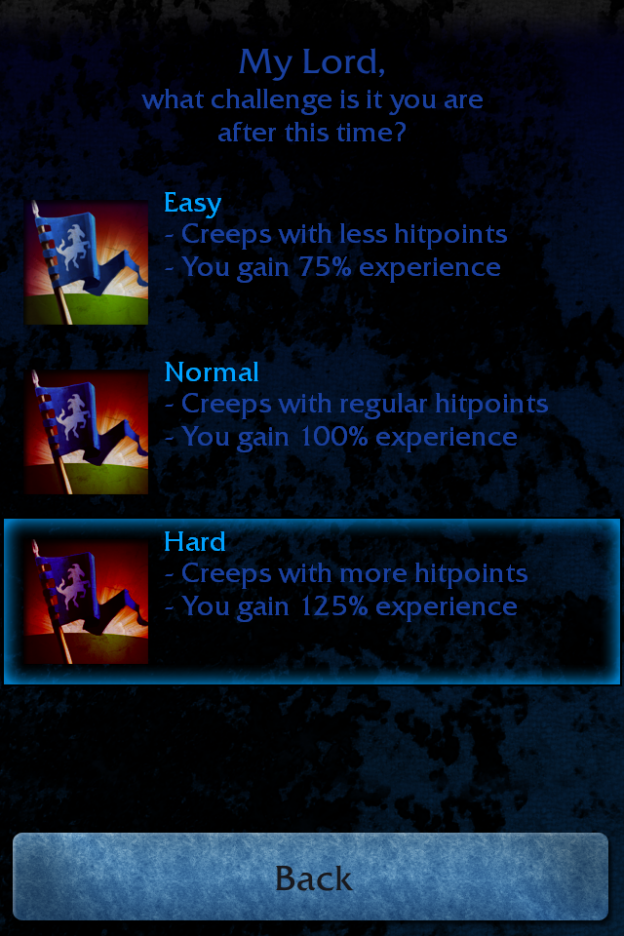 My Lord,
what challenge is it you are
after this time?
Easy
- Creeps with less hitpoints
- You gain 75% experience
Normal
- Creeps with regular hitpoints
- You gain 100% experience
Hard
- Creeps with more hitpoints
- You gain 125% experience
Back